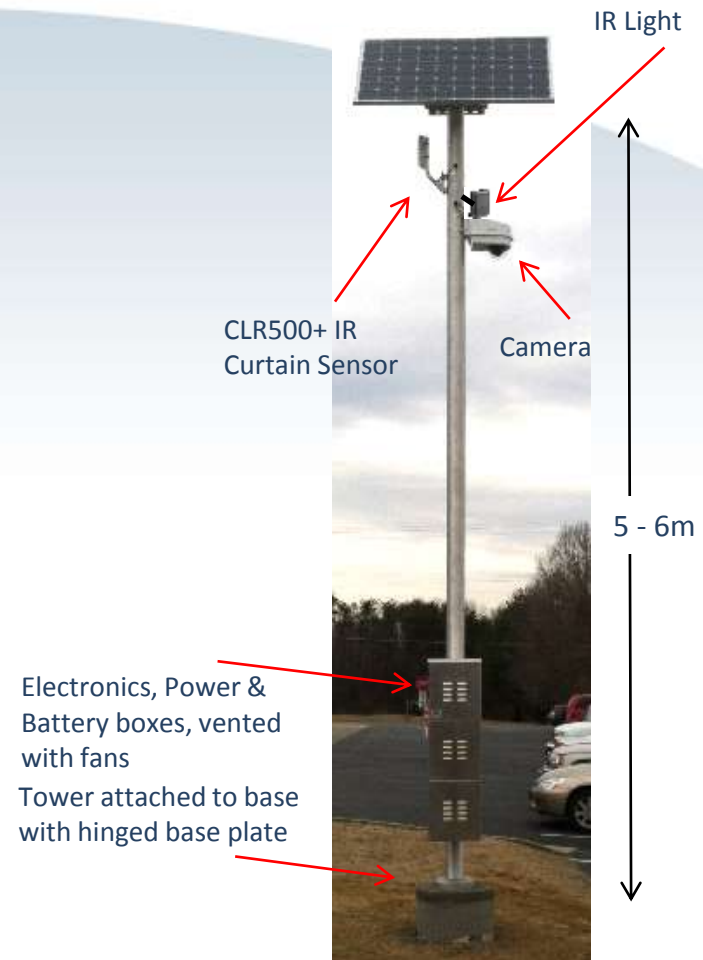 IR Light
CLR500+ IR
Curtain Sensor
Camera
5 - 6m
Electronics, Power &
Battery boxes, vented
with fans
Tower attached to base
with hinged base plate